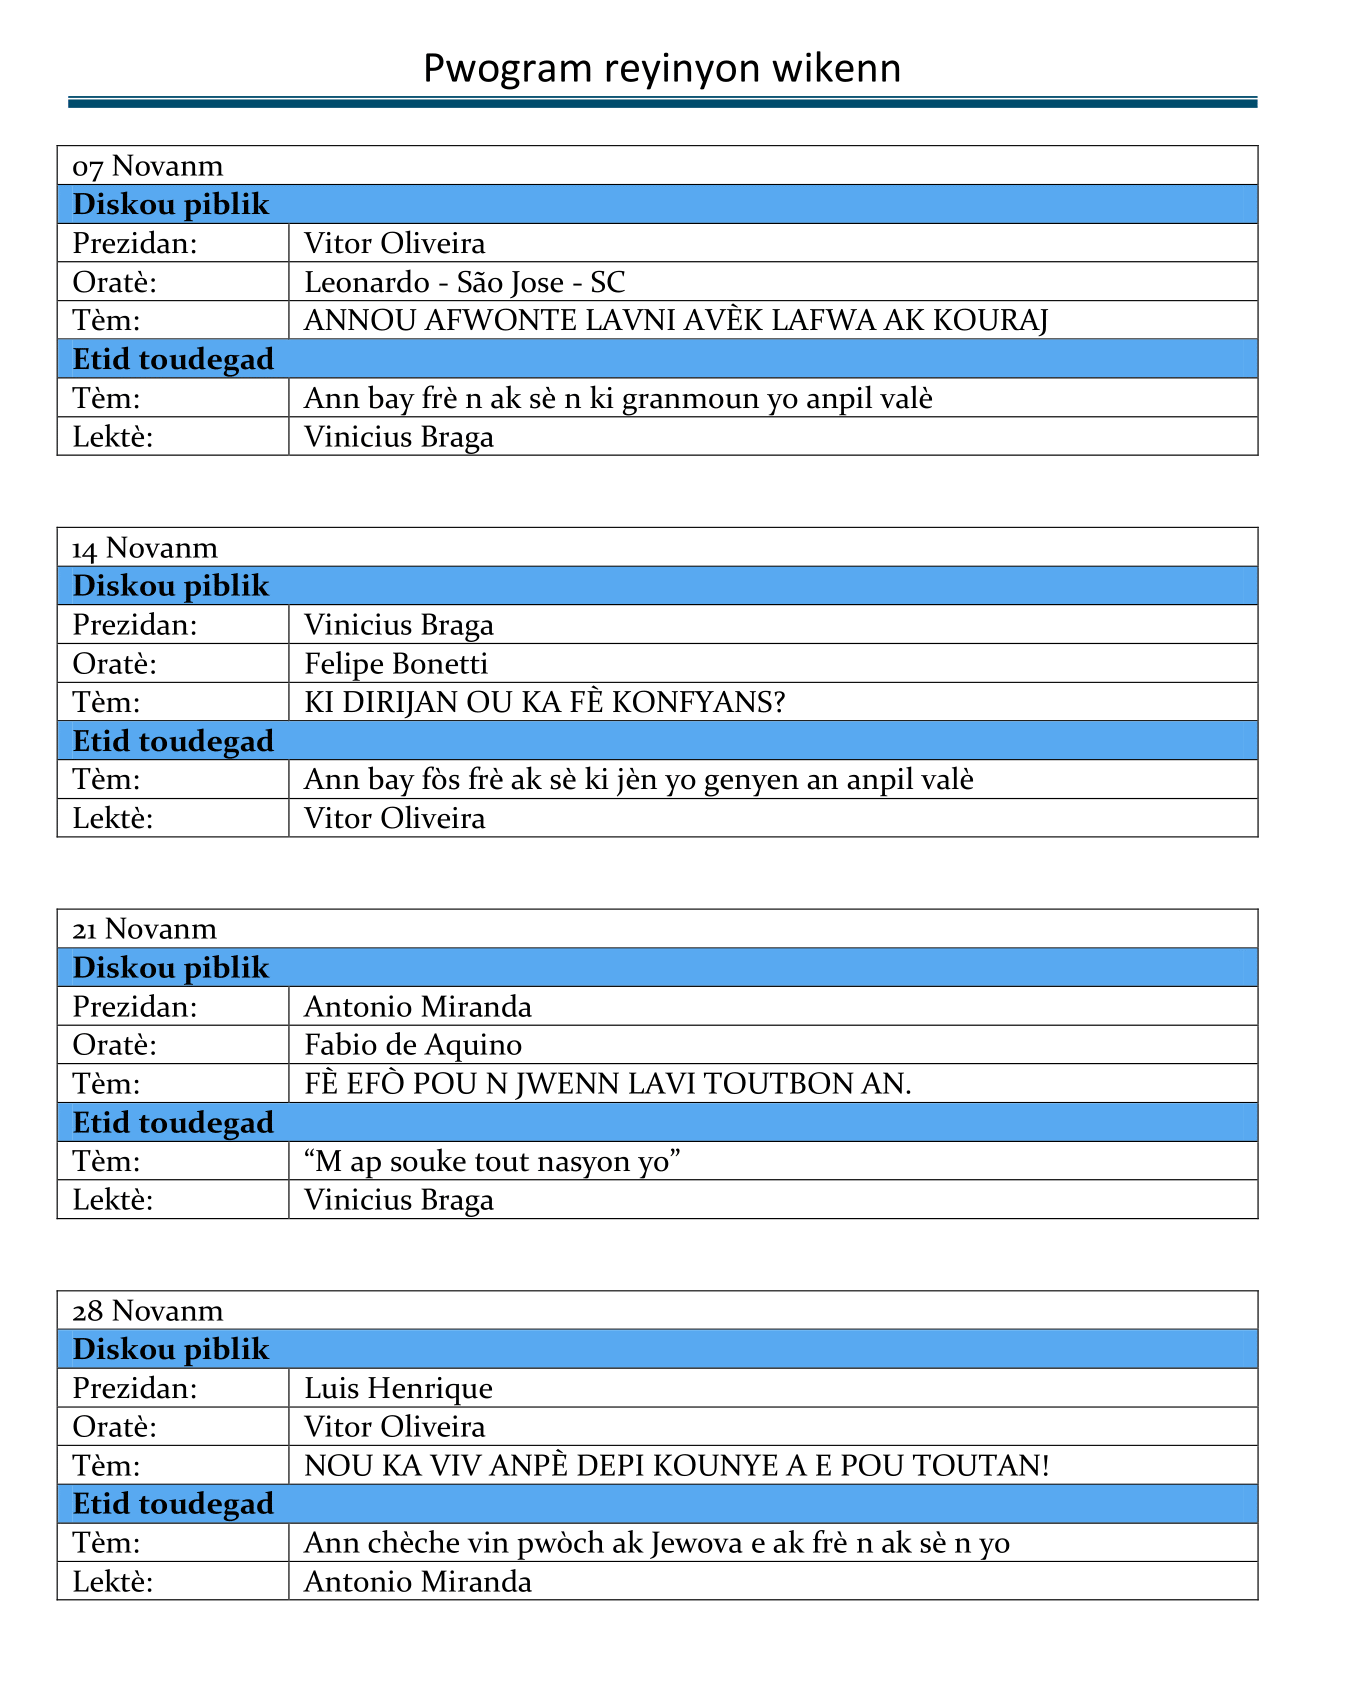 Pwogram reyinyon wikenn
07 Novanm
Diskou piblik
Prezidan: Vitor Oliveira
Oratè: Leonardo - São Jose - SC
Tèm: ANNOU AFWONTE LAVNI AVÈK LAFWA AK KOURAJ
Etid toudegad
Tèm: Ann bay frè n ak sè n ki granmoun yo anpil valè
Lektè: Vinicius Braga
14 Novanm
Diskou piblik
Prezidan: Vinicius Braga
Oratè: Felipe Bonetti
Tèm: KI DIRIJAN OU KA FÈ KONFYANS?
Etid toudegad
Tèm: Ann bay fòs frè ak sè ki jèn yo genyen an anpil valè
Lektè: Vitor Oliveira
21 Novanm
Diskou piblik
Prezidan: Antonio Miranda
Oratè: Fabio de Aquino
Tèm: FÈ EFÒ POU N JWENN LAVI TOUTBON AN.
Etid toudegad
Tèm: “M ap souke tout nasyon yo”
Lektè: Vinicius Braga
28 Novanm
Diskou piblik
Prezidan: Luis Henrique
Oratè: Vitor Oliveira
Tèm: NOU KA VIV ANPÈ DEPI KOUNYE A E POU TOUTAN!
Etid toudegad
Tèm: Ann chèche vin pwòch ak Jewova e ak frè n ak sè n yo
Lektè: Antonio Miranda